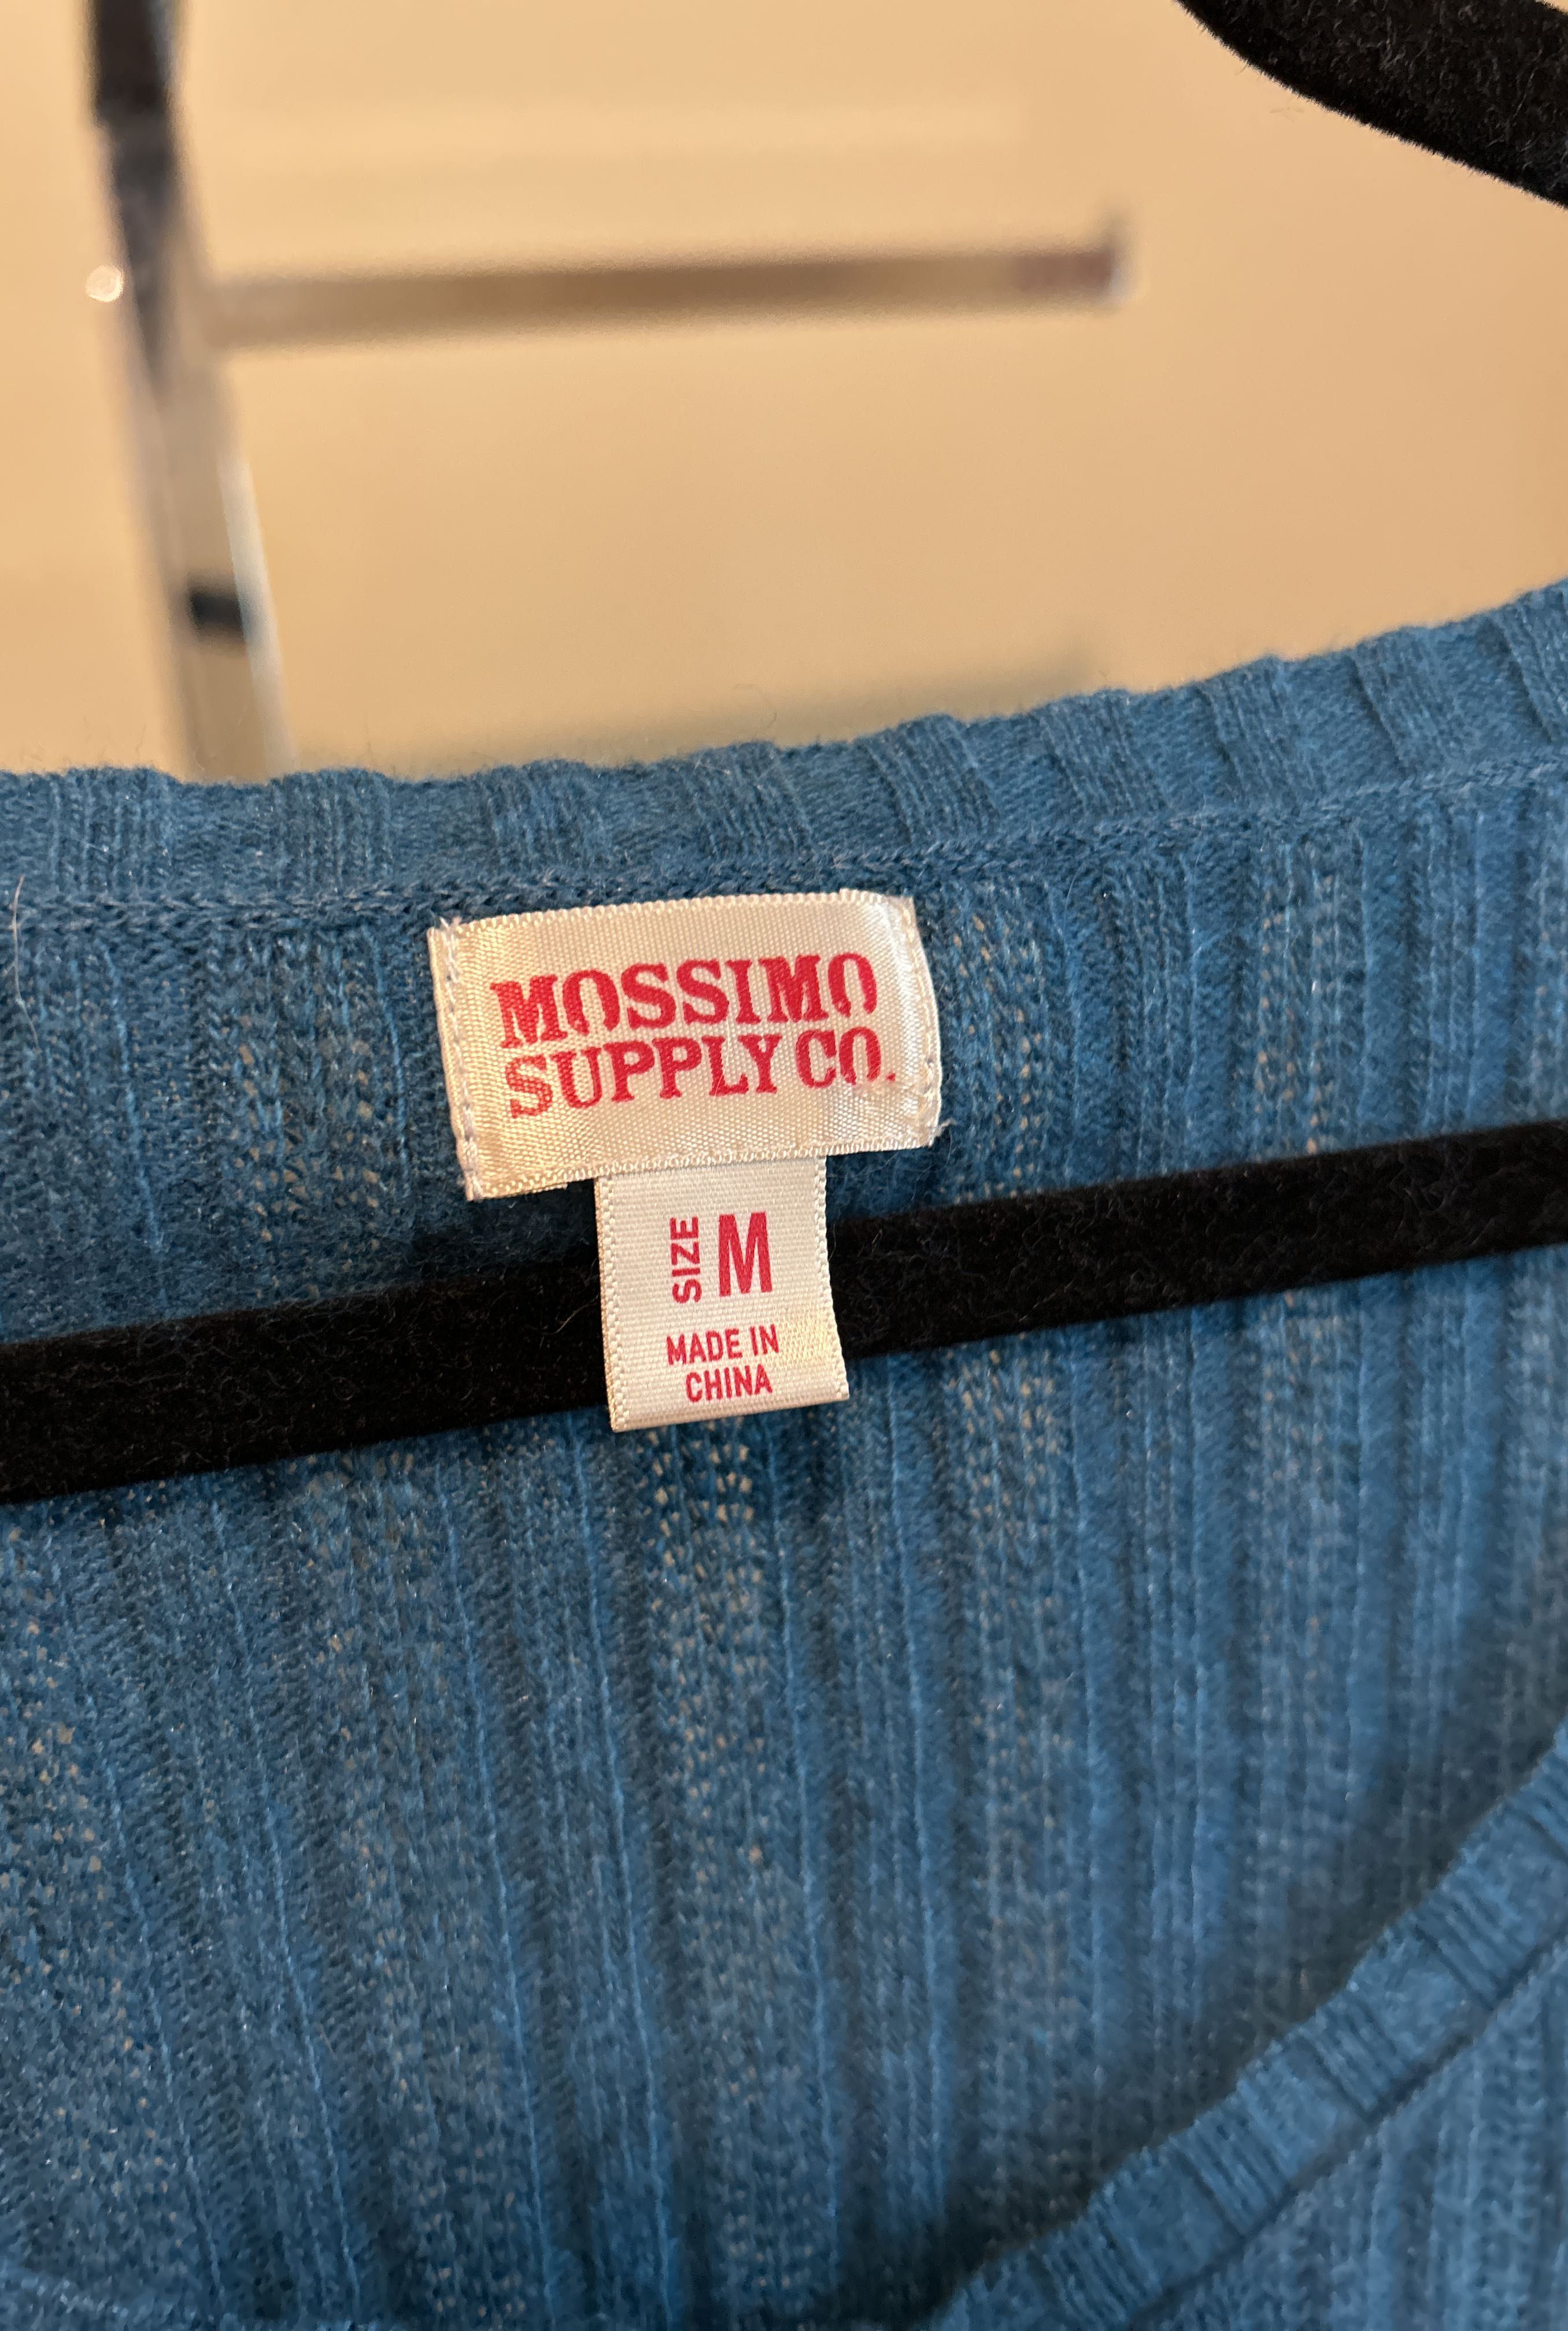 MOSSIMO
SUPPLY CO.
SIZE M
MADE IN
CHINA